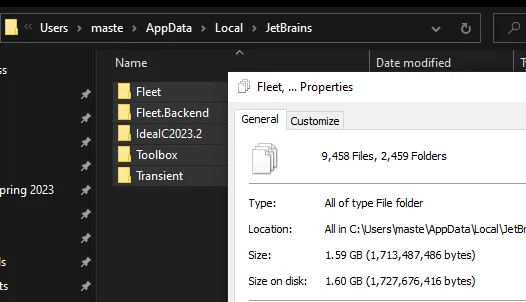 Users > maste > AppData > Local > JetBrains
ss
Name
Date modified
Ty
Fleet
Fleet.Backend
IdeaIC2023.2
Toolbox
Transient
pring 2023
ds
ts
Fleet, ... Properties
General
Customize
9,458 Files, 2,459 Folders
Type: All of type File folder
Location: All in C:\Users\maste\AppData\Local\JetBra
Size: 1.59 GB (1,713,487,486 bytes)
Size on disk: 1.60 GB (1,727,676,416 bytes)